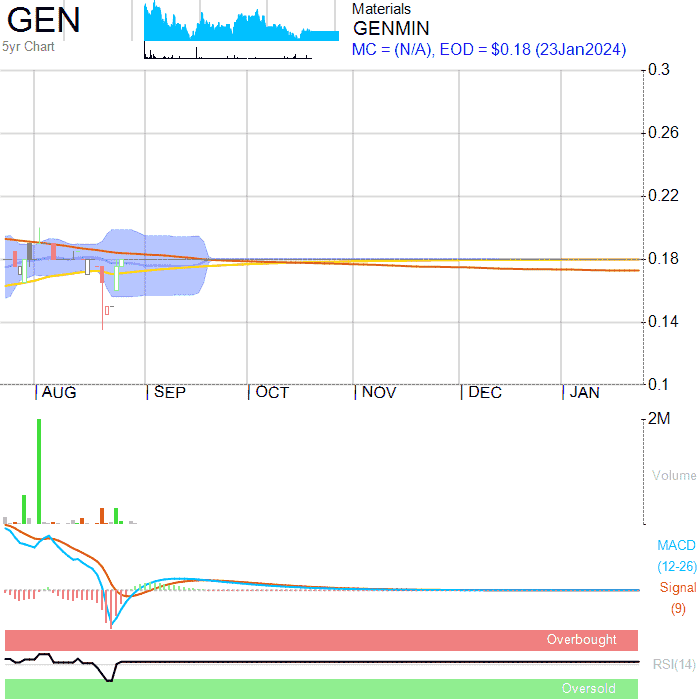 GEN
5yr Chart
Materials
GENMIN
MC = (N/A), EOD = $0.18 (23Jan2024)
0.3
0.26
0.22
0.18
0.14
0.1
AUG SEP OCT NOV DEC JAN
2M
Volume
MACD
(12-26)
Signal
(9)
Overbought
RSI(14)
Oversold